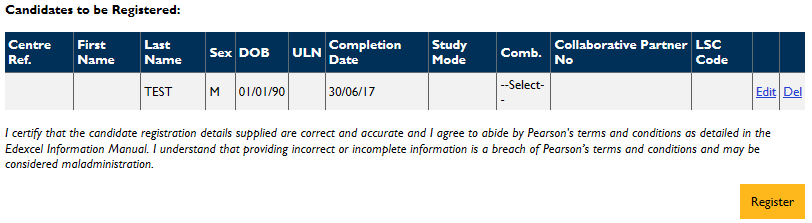 Candidates to be Registered:
Centre Ref. First Name Last Name Sex DOB ULN Completion Date Study Mode Comb. Collaborative Partner No LSC Code
TEST M 01/01/90 30/06/17 --Select-- Edit Del
I certify that the candidate registration details supplied are correct and accurate and I agree to abide by Pearson's terms and conditions as detailed in the
Edexcel Information Manual. I understand that providing incorrect or incomplete information is a breach of Pearson's terms and conditions and may be
considered maladministration.
Register